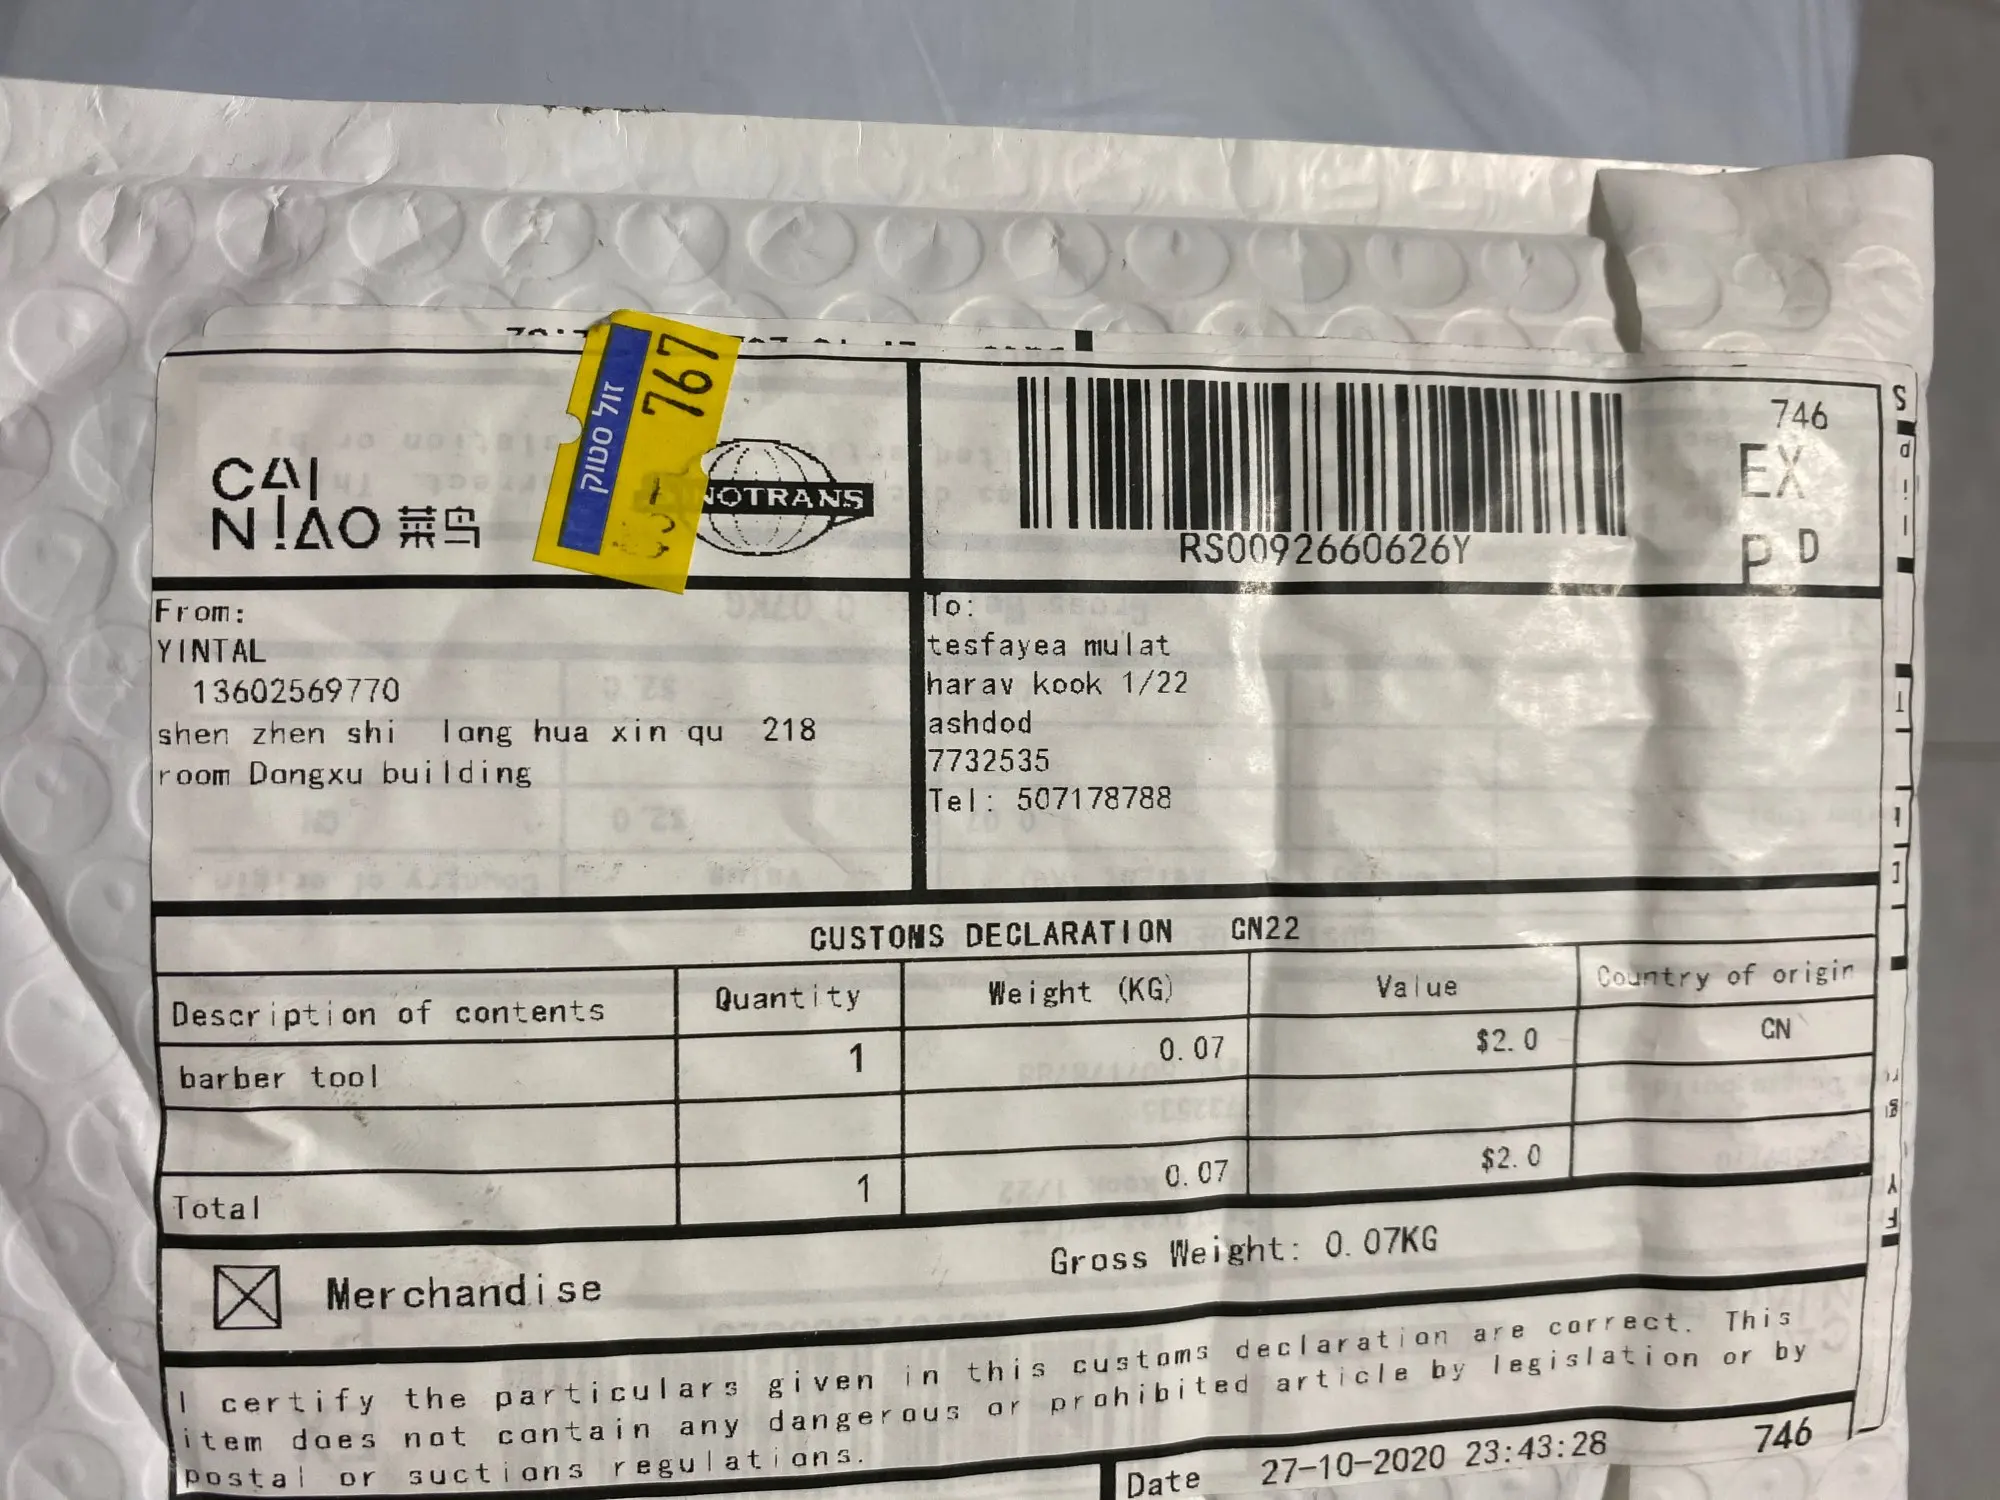 זול סטוק
767
CAI
NIAO 菜鸟
NOTRANS
RS0092660626Y
746
EX
P D
From:
YINTAL
13602569770
shen zhen shi long hua xin qu 218
room Dongxu building
To:
tesfayea mulat
harav kook 1/22
ashdod
7732535
Tel: 507178788
CUSTOMS DECLARATION CN22
Description of contents Quantity Weight (KG) Value Country of origin
barber tool 1 0.07 $2.0 CN
Total 1 0.07 $2.0
Merchandise Gross Weight: 0.07KG
I certify the particulars given in this customs declaration are correct. This
item does not contain any dangerous or prohibited article by legislation or by
postal or suctions regulations.
Date 27-10-2020 23:43:28 746